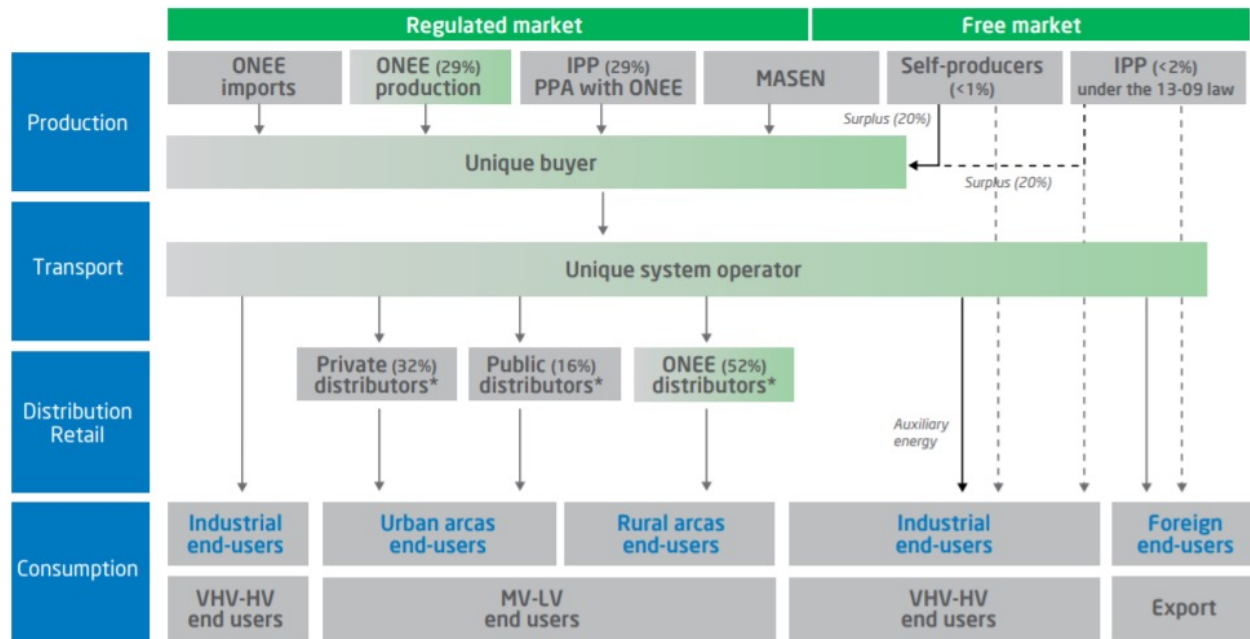 Regulated market
Free market
Production
ONEE
imports
ONEE (29%)
production
IPP (29%)
PPA with ONEE
MASEN
Self-producers
(<1%)
IPP (<2%)
under the 13-09 law
Surplus (20%)
Unique buyer
Surplus (20%)
Transport
Unique system operator
Distribution
Retail
Private (32%)
distributors*
Public (16%)
distributors*
ONEE (52%)
distributors*
Auxiliary
energy
Consumption
Industrial
end-users
Urban arcas
end-users
Rural arcas
end-users
Industrial
end-users
Foreign
end-users
VHV-HV
end users
MV-LV
end users
VHV-HV
end users
Export